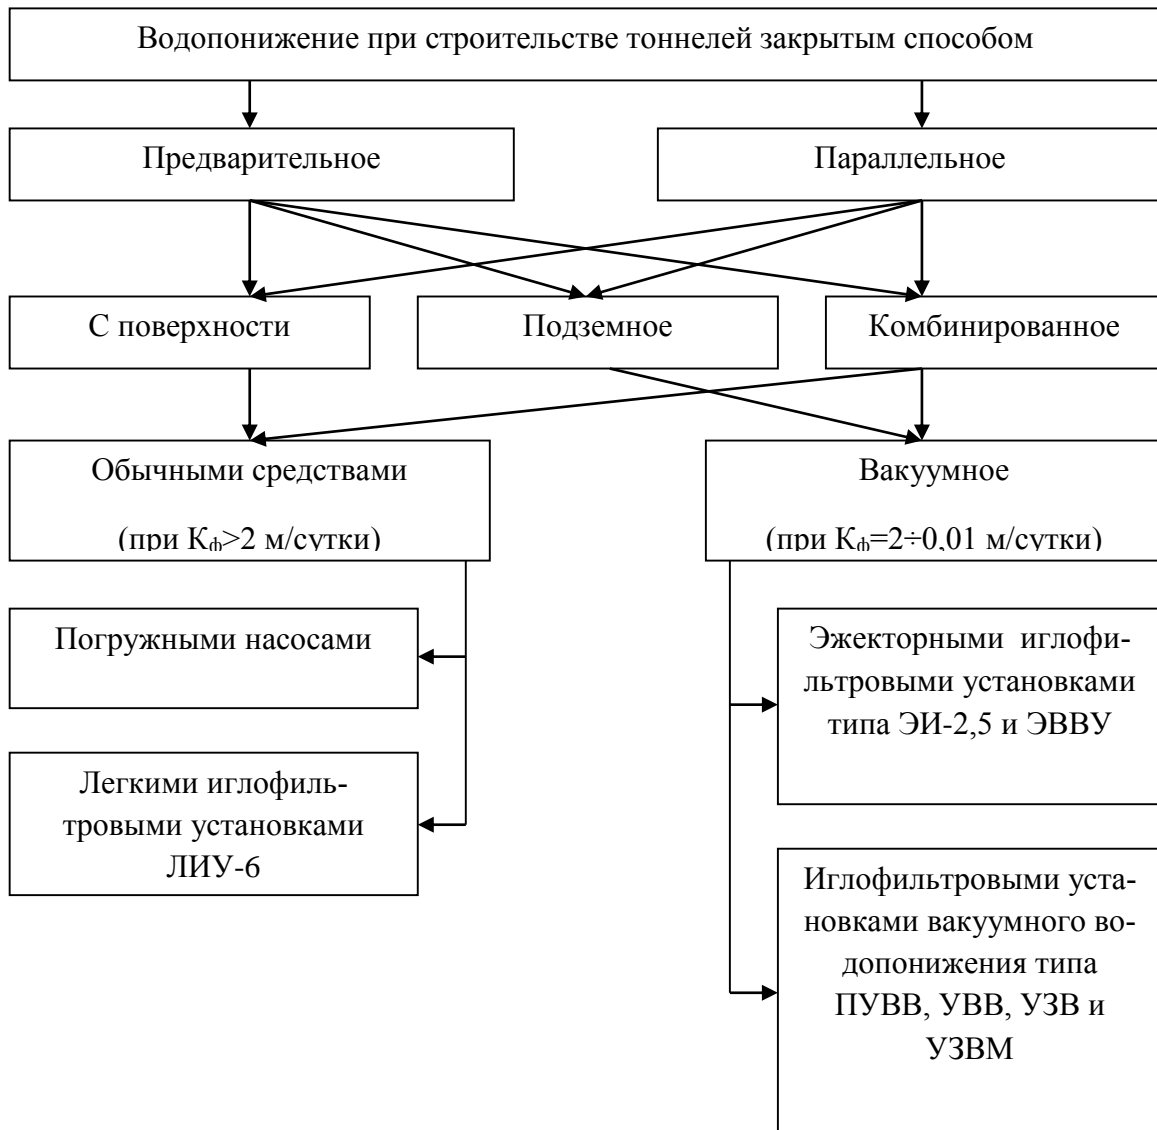 Водопонижение при строительстве тоннелей закрытым способом
Предварительное
Параллельное
С поверхности
Подземное
Комбинированное
Обычными средствами
(при Кф>2 м/сутки)
Вакуумное
(при Кф=2÷0,01 м/сутки)
Погружными насосами
Легкими иглофиль-
тровыми установками
ЛИУ-6
Эжекторными иглофи-
льтровыми установками
типа ЭИ-2,5 и ЭВВУ
Иглофильтровыми уста-
новками вакуумного во-
допонижения типа
ПУВВ, УВВ, УЗВ и
УЗВМ